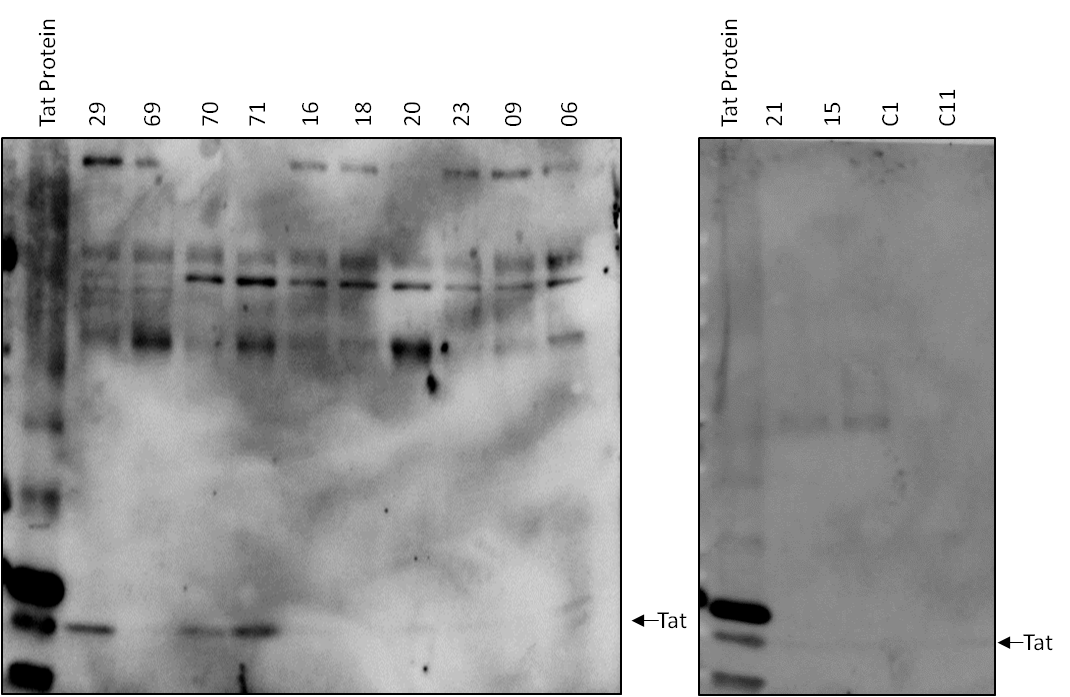 Tat Protein
29
69
70
71
16
18
20
23
09
06
Tat Protein
21
15
C1
C11
Tat
Tat